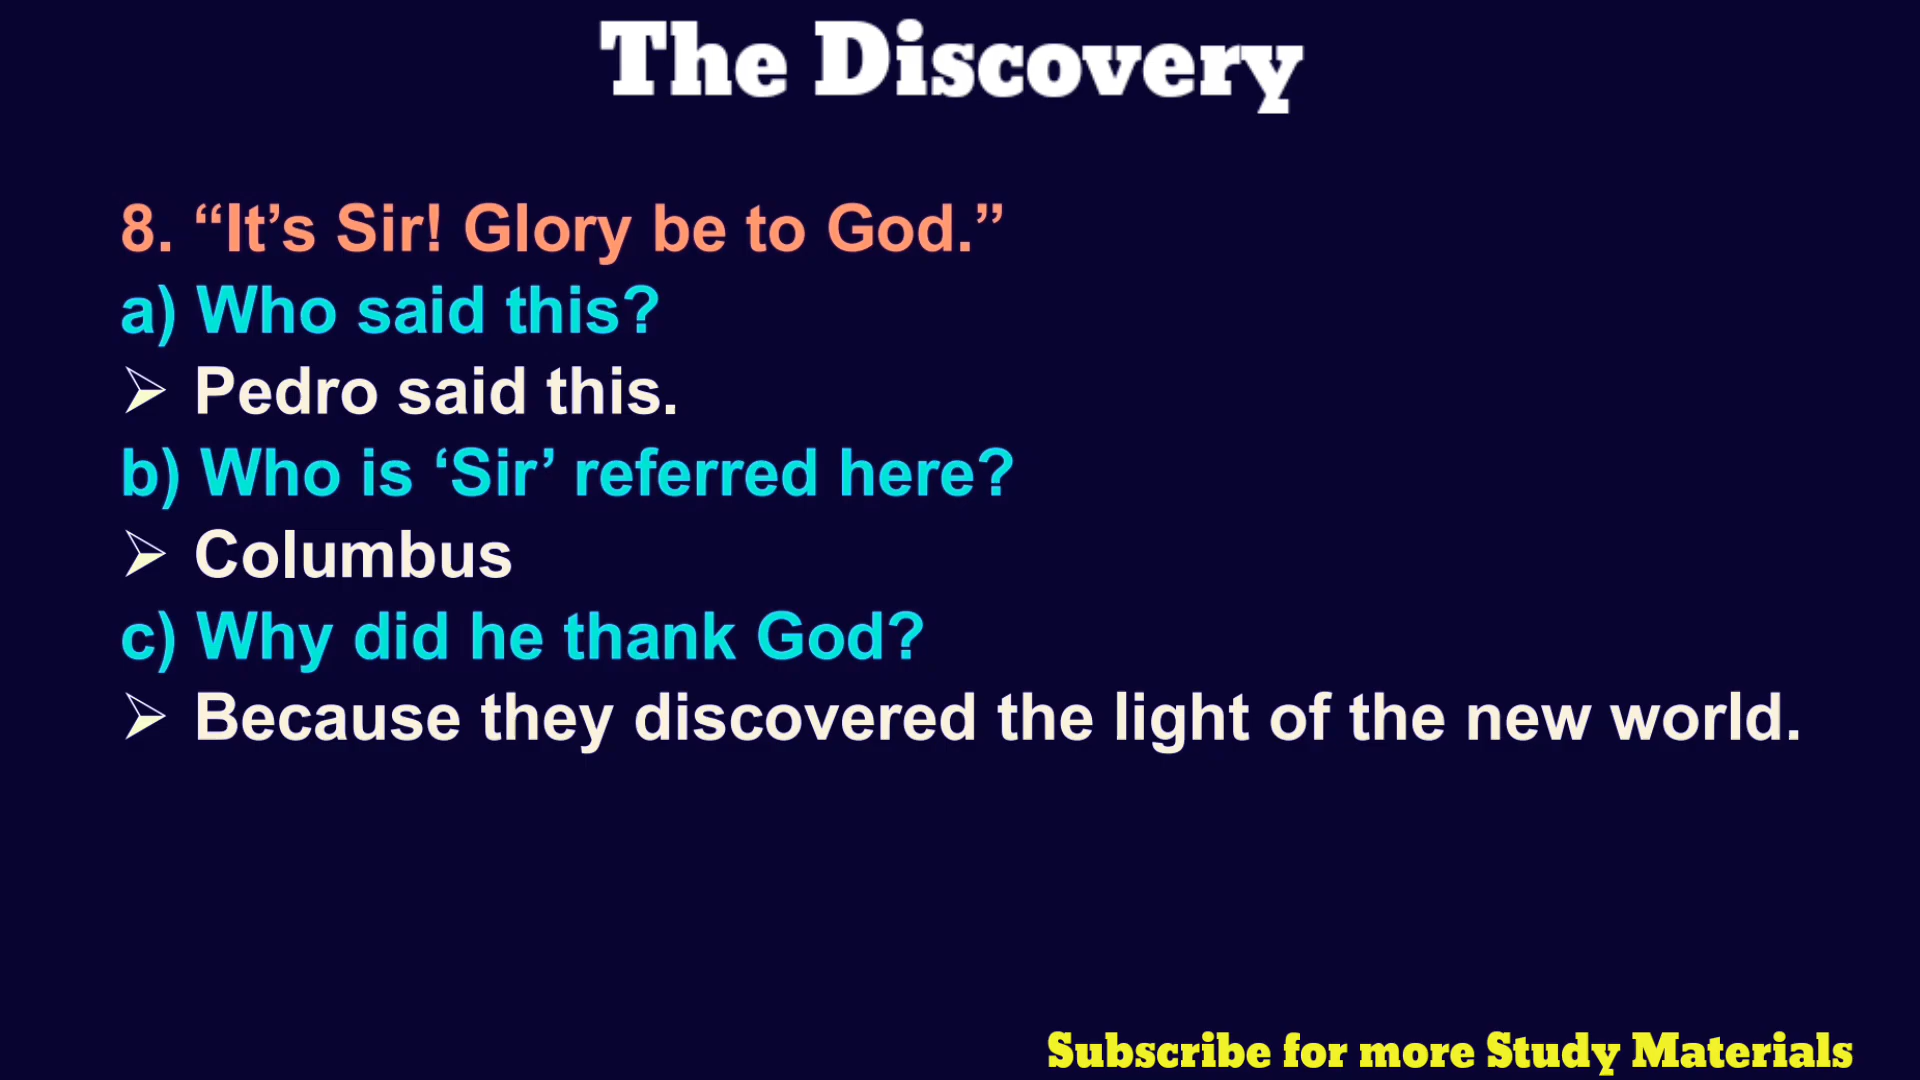 The Discovery
8. “It’s Sir! Glory be to God.”
a) Who said this?
➢ Pedro said this.
b) Who is ‘Sir’ referred here?
➢ Columbus
c) Why did he thank God?
➢ Because they discovered the light of the new world.
Subscribe for more Study Materials